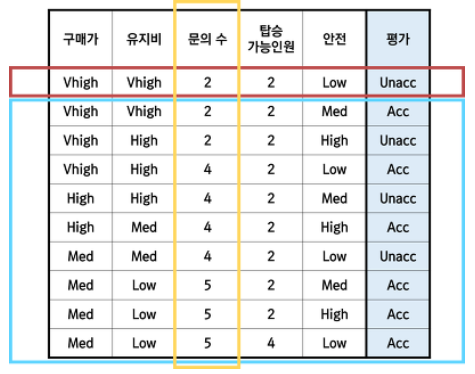 구매가 유지비 문의 수 탑승 가능인원 안전 평가
Vhigh Vhigh 2 2 Low Unacc
Vhigh Vhigh 2 2 Med Acc
Vhigh High 2 2 High Unacc
Vhigh High 4 2 Low Acc
High High 4 2 Med Unacc
High Med 4 2 High Acc
Med Med 4 2 Low Unacc
Med Low 5 2 Med Acc
Med Low 5 2 High Acc
Med Low 5 4 Low Acc